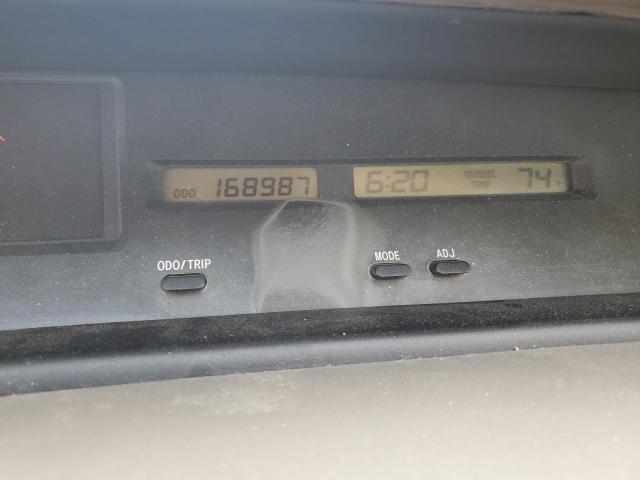 ODO 168987 6:20 OUTSIDE TEMP 74
ODO/TRIP MODE ADJ